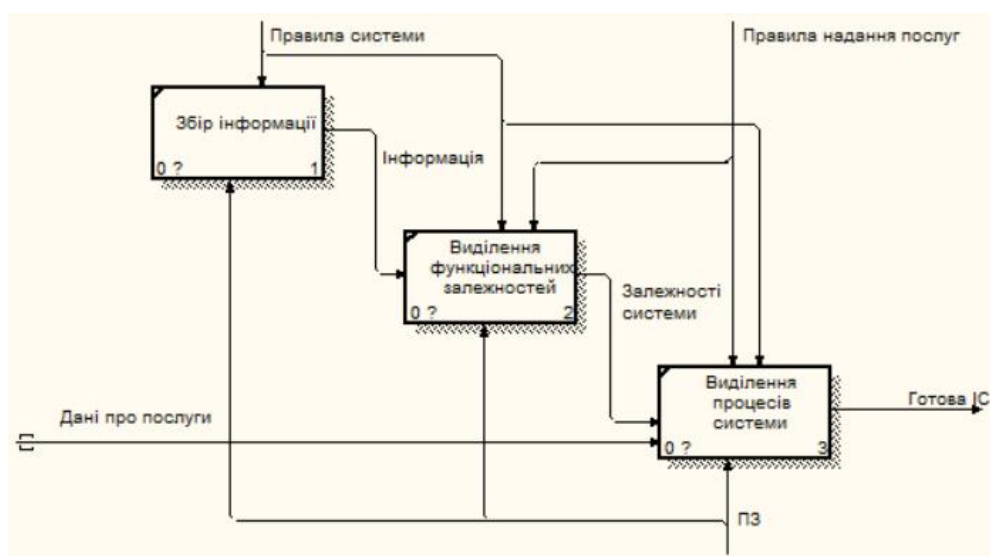 Правила системи
Правила надання послуг
Збір інформації
0 ?
1
Інформація
Виділення
функціональних
залежностей
0 ?
2
Залежності
системи
Виділення
процесів
системи
0 ?
3
Готова ІС
Дані про послуги
ПЗ